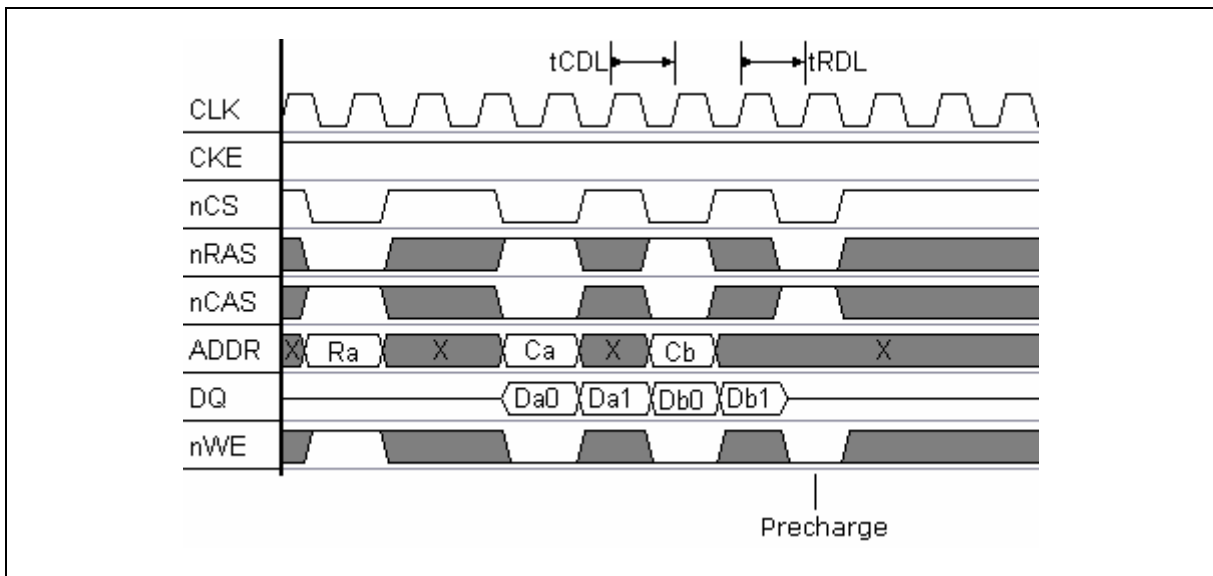 tCDL tRDL
CLK
CKE
nCS
nRAS
nCAS
ADDR X Ra X Ca X Cb X
DQ Da0 Da1 Db0 Db1
nWE
Precharge